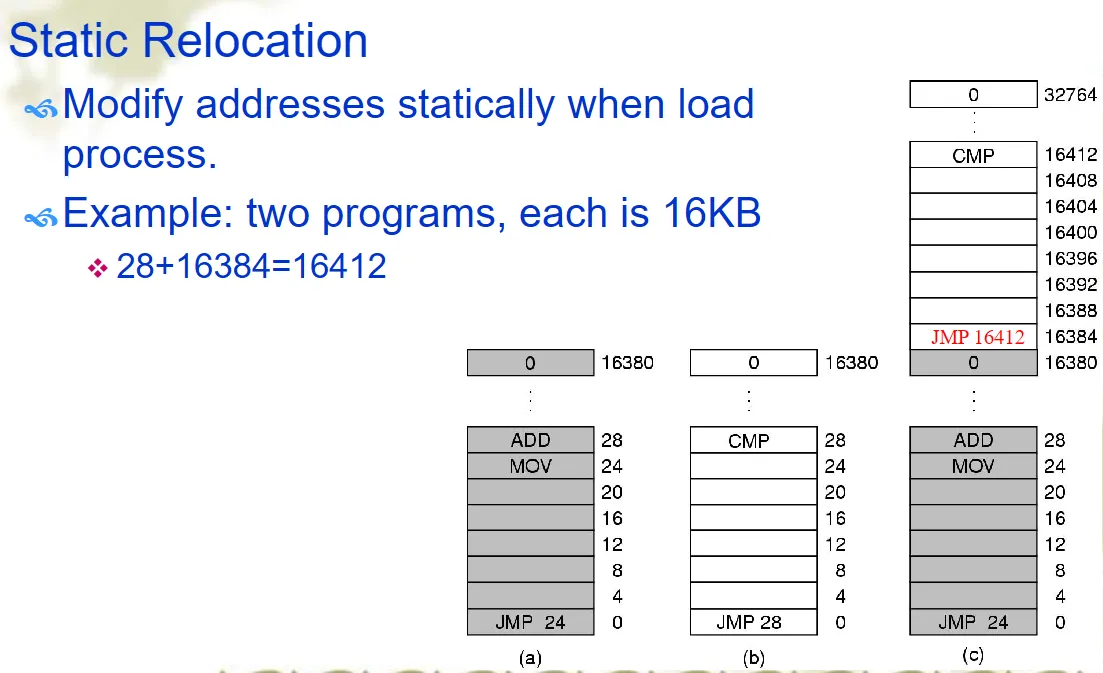 Static Relocation
Modify addresses statically when load
process.
Example: two programs, each is 16KB
28+16384=16412
0 16380
ADD 28
MOV 24
20
16
12
8
4
JMP 24 0
(a)
0 16380
CMP 28
24
20
16
12
8
4
JMP 28 0
(b)
0 32764
CMP 16412
16408
16404
16400
16396
16392
16388
JMP 16412 16384
0 16380
ADD 28
MOV 24
20
16
12
8
4
JMP 24 0
(c)